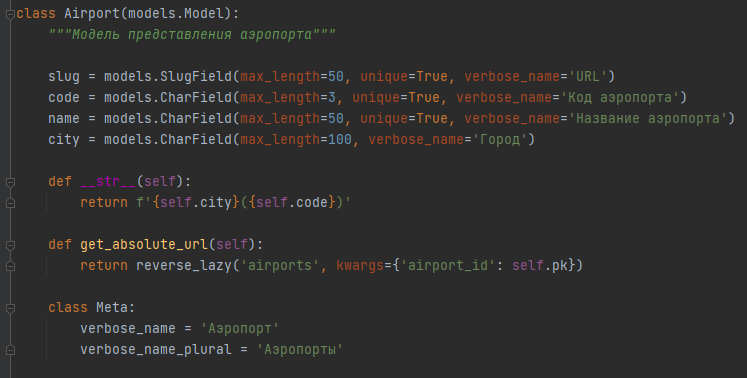 class Airport(models.Model):
    """Модель представления аэропорта"""

    slug = models.SlugField(max_length=50, unique=True, verbose_name='URL')
    code = models.CharField(max_length=3, unique=True, verbose_name='Код аэропорта')
    name = models.CharField(max_length=50, unique=True, verbose_name='Название аэропорта')
    city = models.CharField(max_length=100, verbose_name='Город')

    def __str__(self):
        return f'{self.city}({self.code})'

    def get_absolute_url(self):
        return reverse_lazy('airports', kwargs={'airport_id': self.pk})

    class Meta:
        verbose_name = 'Аэропорт'
        verbose_name_plural = 'Аэропорты'